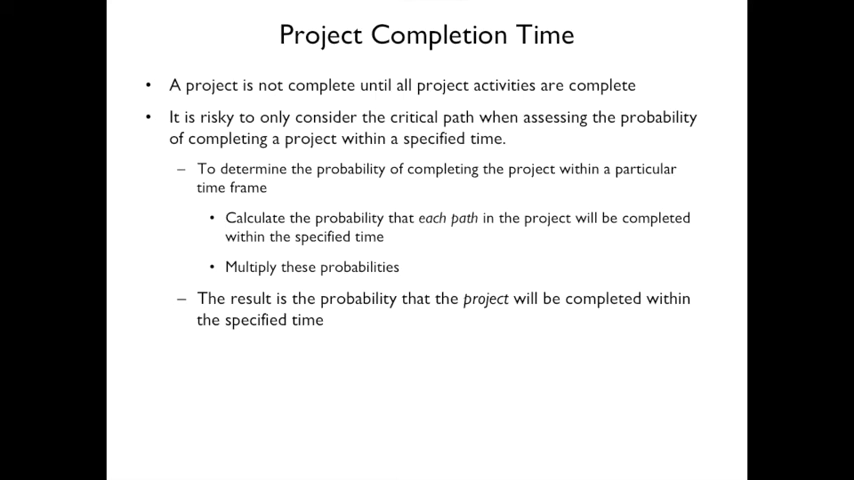 Project Completion Time
• A project is not complete until all project activities are complete
• It is risky to only consider the critical path when assessing the probability
of completing a project within a specified time.
– To determine the probability of completing the project within a particular
time frame
• Calculate the probability that each path in the project will be completed
within the specified time
• Multiply these probabilities
– The result is the probability that the project will be completed within
the specified time